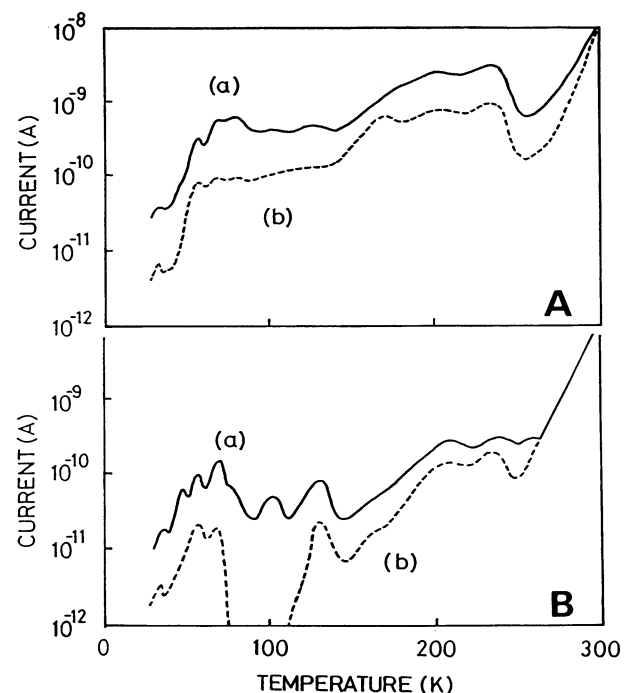 10⁻⁸
10⁻⁹
10⁻¹⁰
10⁻¹¹
10⁻¹²
CURRENT(A)
(a)
(b)
A
10⁻⁹
10⁻¹⁰
10⁻¹¹
10⁻¹²
CURRENT(A)
(a)
(b)
B
0 100 200 300
TEMPERATURE (K)